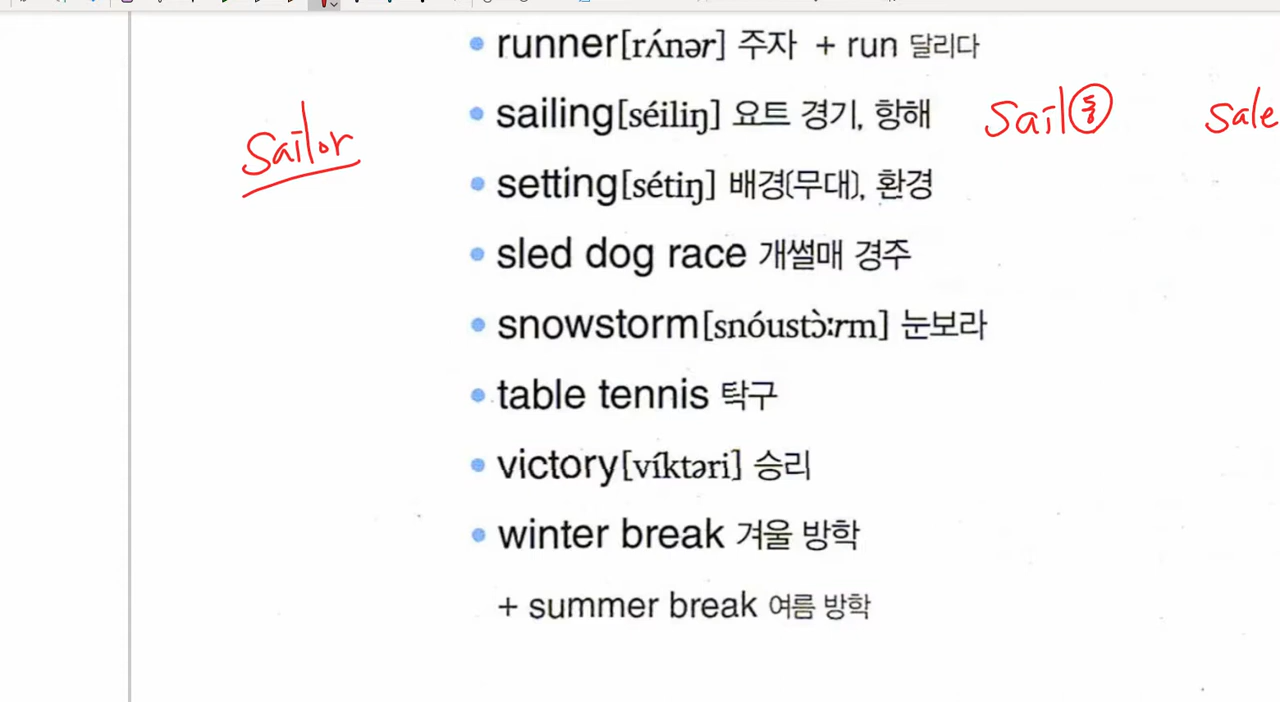 runner[rʌ́nər] 주자 + run 달리다
sailing[séiliŋ] 요트 경기, 항해 sail 동 sale
sailor
setting[sétiŋ] 배경(무대), 환경
sled dog race 개썰매 경주
snowstorm[snóustɔ̀ːrm] 눈보라
table tennis 탁구
victory[víktəri] 승리
winter break 겨울 방학
+ summer break 여름 방학